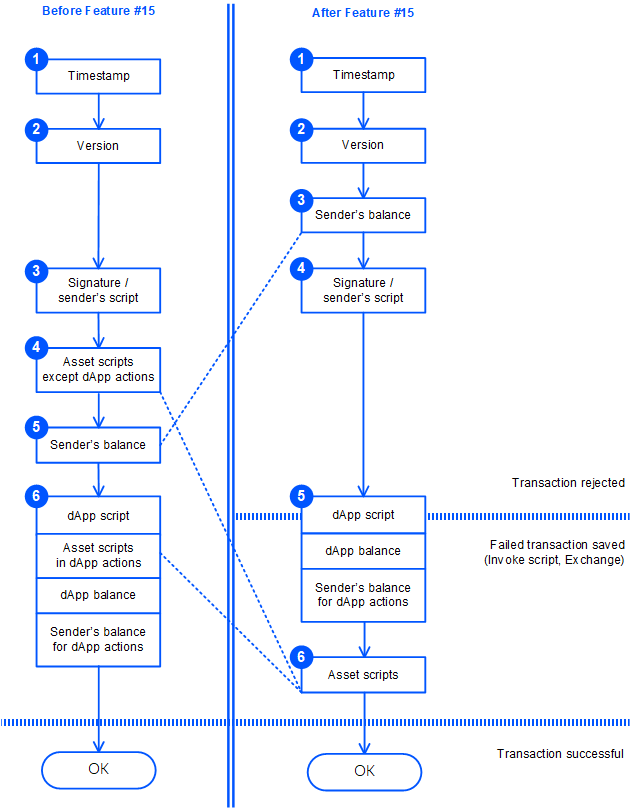 Before Feature #15
1
Timestamp
2
Version
3
Signature /
sender's script
4
Asset scripts
except dApp actions
5
Sender's balance
6
dApp script
Asset scripts
in dApp actions
dApp balance
Sender's balance
for dApp actions
OK
After Feature #15
1
Timestamp
2
Version
3
Sender's balance
4
Signature /
sender's script
5
dApp script
dApp balance
Sender's balance
for dApp actions
6
Asset scripts
OK
Transaction rejected
Failed transaction saved
(Invoke script, Exchange)
Transaction successful